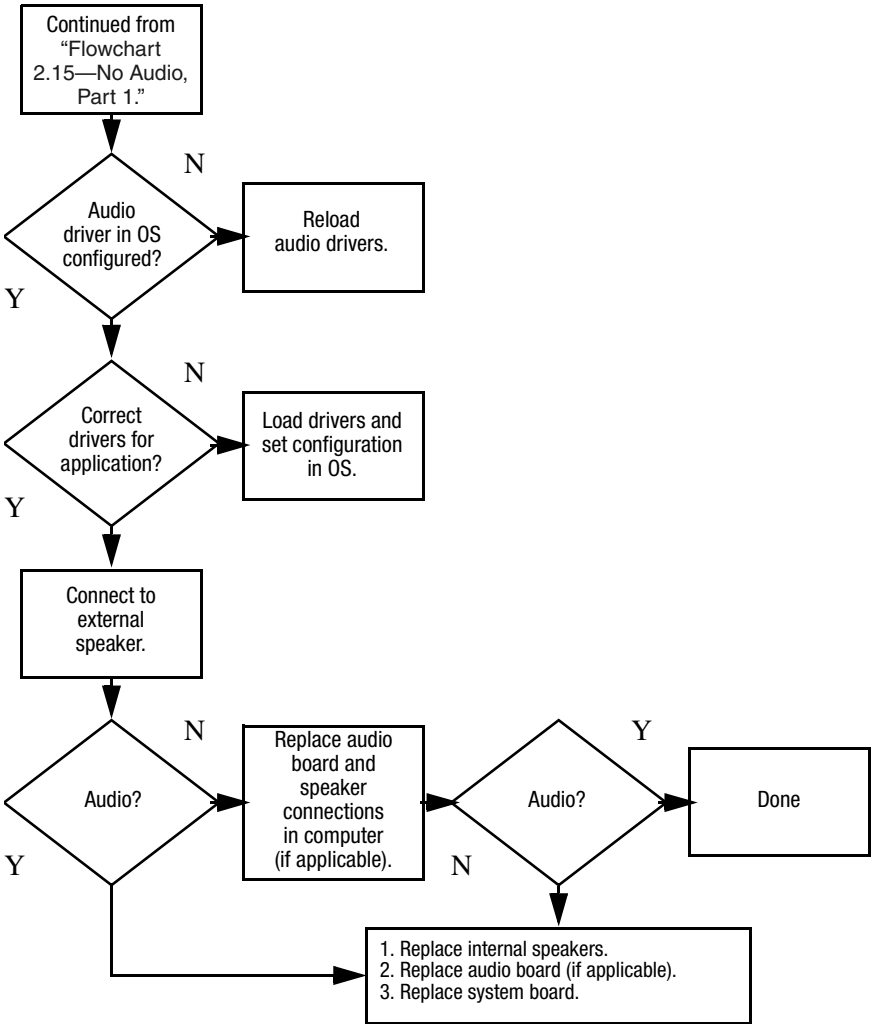 Continued from
“Flowchart
2.15—No Audio,
Part 1.”
N
Audio
driver in OS
configured?
Reload
audio drivers.
Y
N
Correct
drivers for
application?
Load drivers and
set configuration
in OS.
Y
Connect to
external
speaker.
N
Audio?
Y
Replace audio
board and
speaker
connections
in computer
(if applicable).
Y
Audio?
N
Done
1. Replace internal speakers.
2. Replace audio board (if applicable).
3. Replace system board.